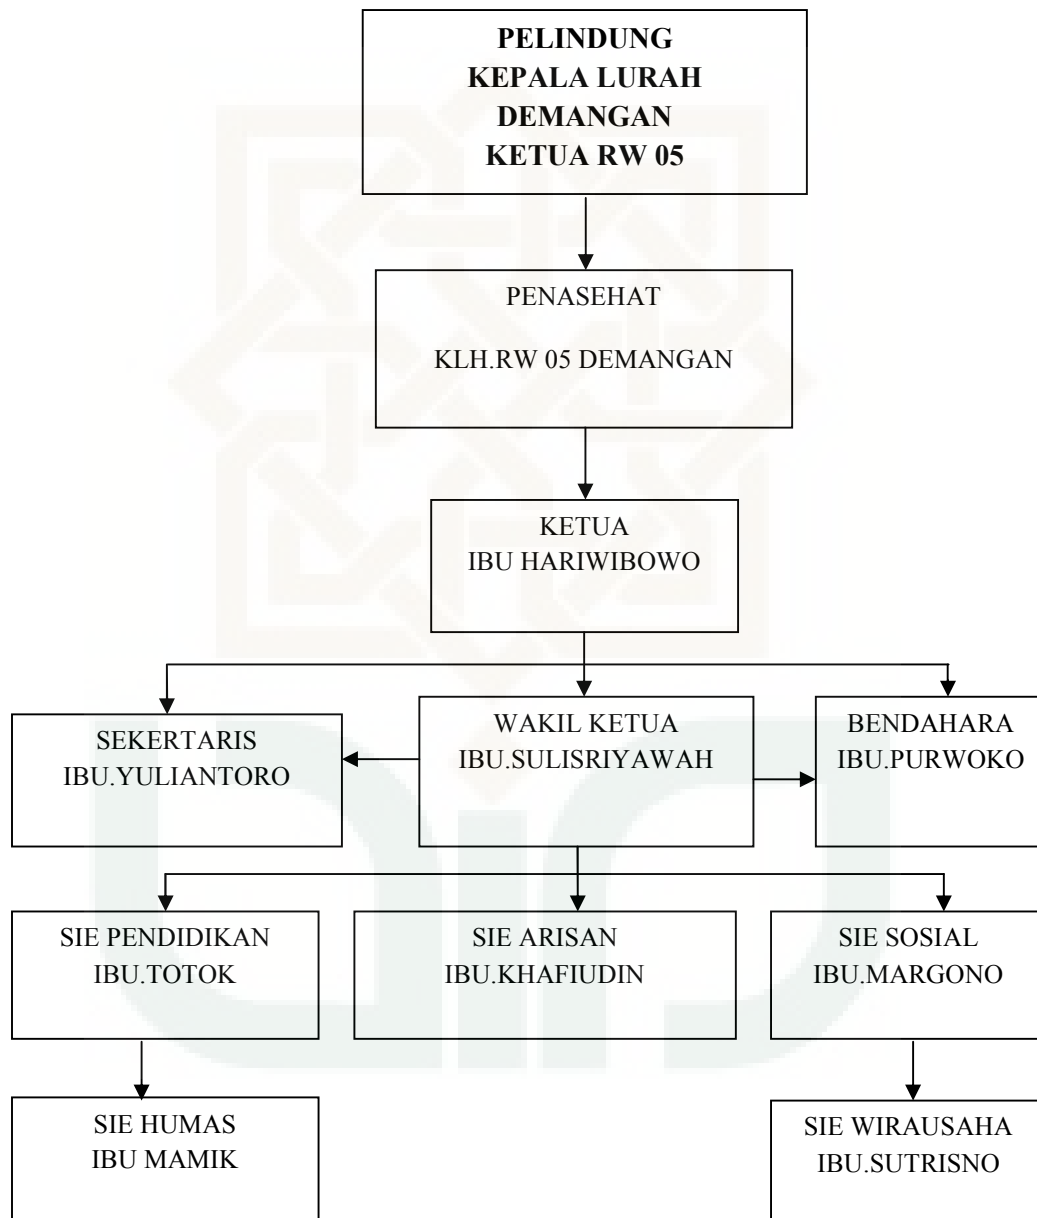 PELINDUNG
KEPALA LURAH
DEMANGAN
KETUA RW 05
PENASEHAT
KLH.RW 05 DEMANGAN
KETUA
IBU HARIWIBOWO
SEKERTARIS
IBU.YULIANTORO
WAKIL KETUA
IBU.SULISRIYAWAH
BENDAHARA
IBU.PURWOKO
SIE PENDIDIKAN
IBU.TOTOK
SIE ARISAN
IBU.KHAFIUDIN
SIE SOSIAL
IBU.MARGONO
SIE HUMAS
IBU MAMIK
SIE WIRAUSAHA
IBU.SUTRISNO